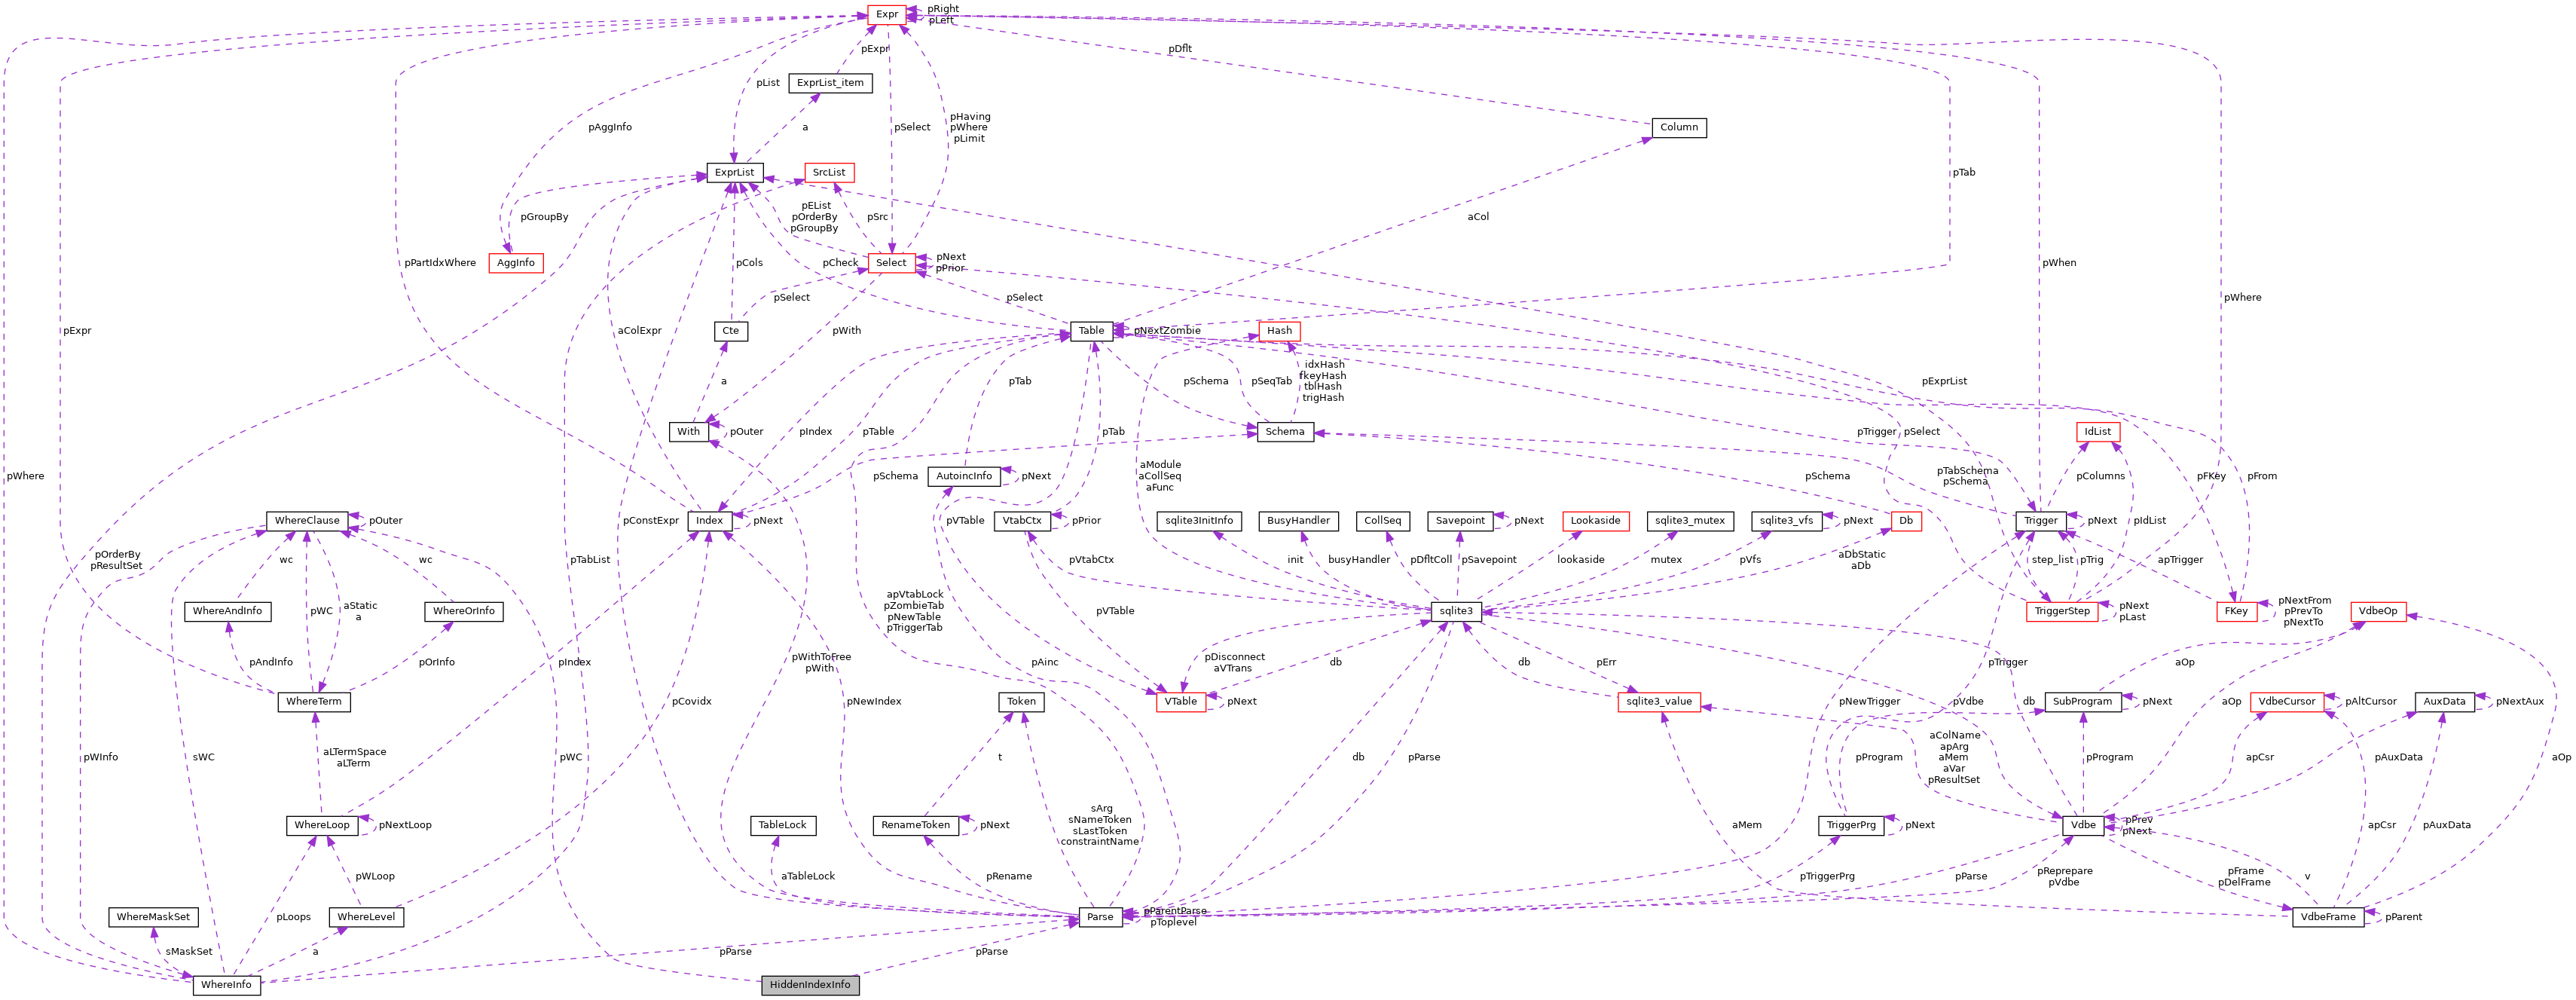 Expr
pRight
pLeft
pExpr
pDflt
ExprList_item
pList
pAggInfo
a
pSelect
pHaving
pWhere
pLimit
Column
ExprList
SrcList
pTab
pGroupBy
pEList
pOrderBy
pGroupBy
pSrc
aCol
AggInfo
pPartIdxWhere
pCols
pCheck
Select
pNext
pPrior
pWhen
pSelect
pSelect
pWhere
pExpr
aColExpr
Cte
pWith
Table
pNextZombie
Hash
a
pTab
pSchema
pSeqTab
idxHash
fkeyHash
tblHash
trigHash
pExprList
With
pOuter
pIndex
pTable
pTab
Schema
pTrigger
pSelect
IdList
pWhere
pSchema
AutoincInfo
pNext
aModule
aCollSeq
aFunc
pSchema
pTabSchema
pSchema
pColumns
pFKey
pFrom
WhereClause
pOuter
pConstExpr
Index
pNext
pVTable
VtabCtx
pPrior
sqlite3InitInfo
BusyHandler
CollSeq
Savepoint
pNext
Lookaside
sqlite3_mutex
sqlite3_vfs
pNext
Db
Trigger
pNext
pIdList
pOrderBy
pResultSet
wc
wc
pTabList
pVtabCtx
init
busyHandler
pDfltColl
pSavepoint
lookaside
mutex
pVfs
aDbStatic
aDb
step_list
pTrig
apTrigger
WhereAndInfo
pWC
aStatic
a
WhereOrInfo
apVtabLock
pZombieTab
pNewTable
pTriggerTab
pVTable
sqlite3
TriggerStep
pNext
pLast
FKey
pNextFrom
pPrevTo
pNextTo
VdbeOp
pAndInfo
pOrInfo
pIndex
pWithToFree
pWith
pAinc
pDisconnect
aVTrans
db
db
pErr
pTrigger
aOp
WhereTerm
pCovidx
pNewIndex
Token
VTable
pNext
sqlite3_value
pNewTrigger
pVdbe
db
SubProgram
pNext
aOp
VdbeCursor
pAltCursor
AuxData
pNextAux
pWInfo
sWC
aLTermSpace
aLTerm
pWC
t
db
pParse
pProgram
aColName
apArg
aMem
aVar
pResultSet
pProgram
apCsr
pAuxData
aOp
WhereLoop
pNextLoop
TableLock
RenameToken
pNext
sArg
sNameToken
sLastToken
constraintName
aMem
TriggerPrg
pNext
Vdbe
pPrev
pNext
apCsr
pAuxData
pWLoop
aTableLock
pRename
pTriggerPrg
pParse
pReprepare
pVdbe
pFrame
pDelFrame
v
WhereMaskSet
pLoops
WhereLevel
Parse
pParentParse
pToplevel
VdbeFrame
pParent
sMaskSet
a
pParse
pParse
WhereInfo
HiddenIndexInfo